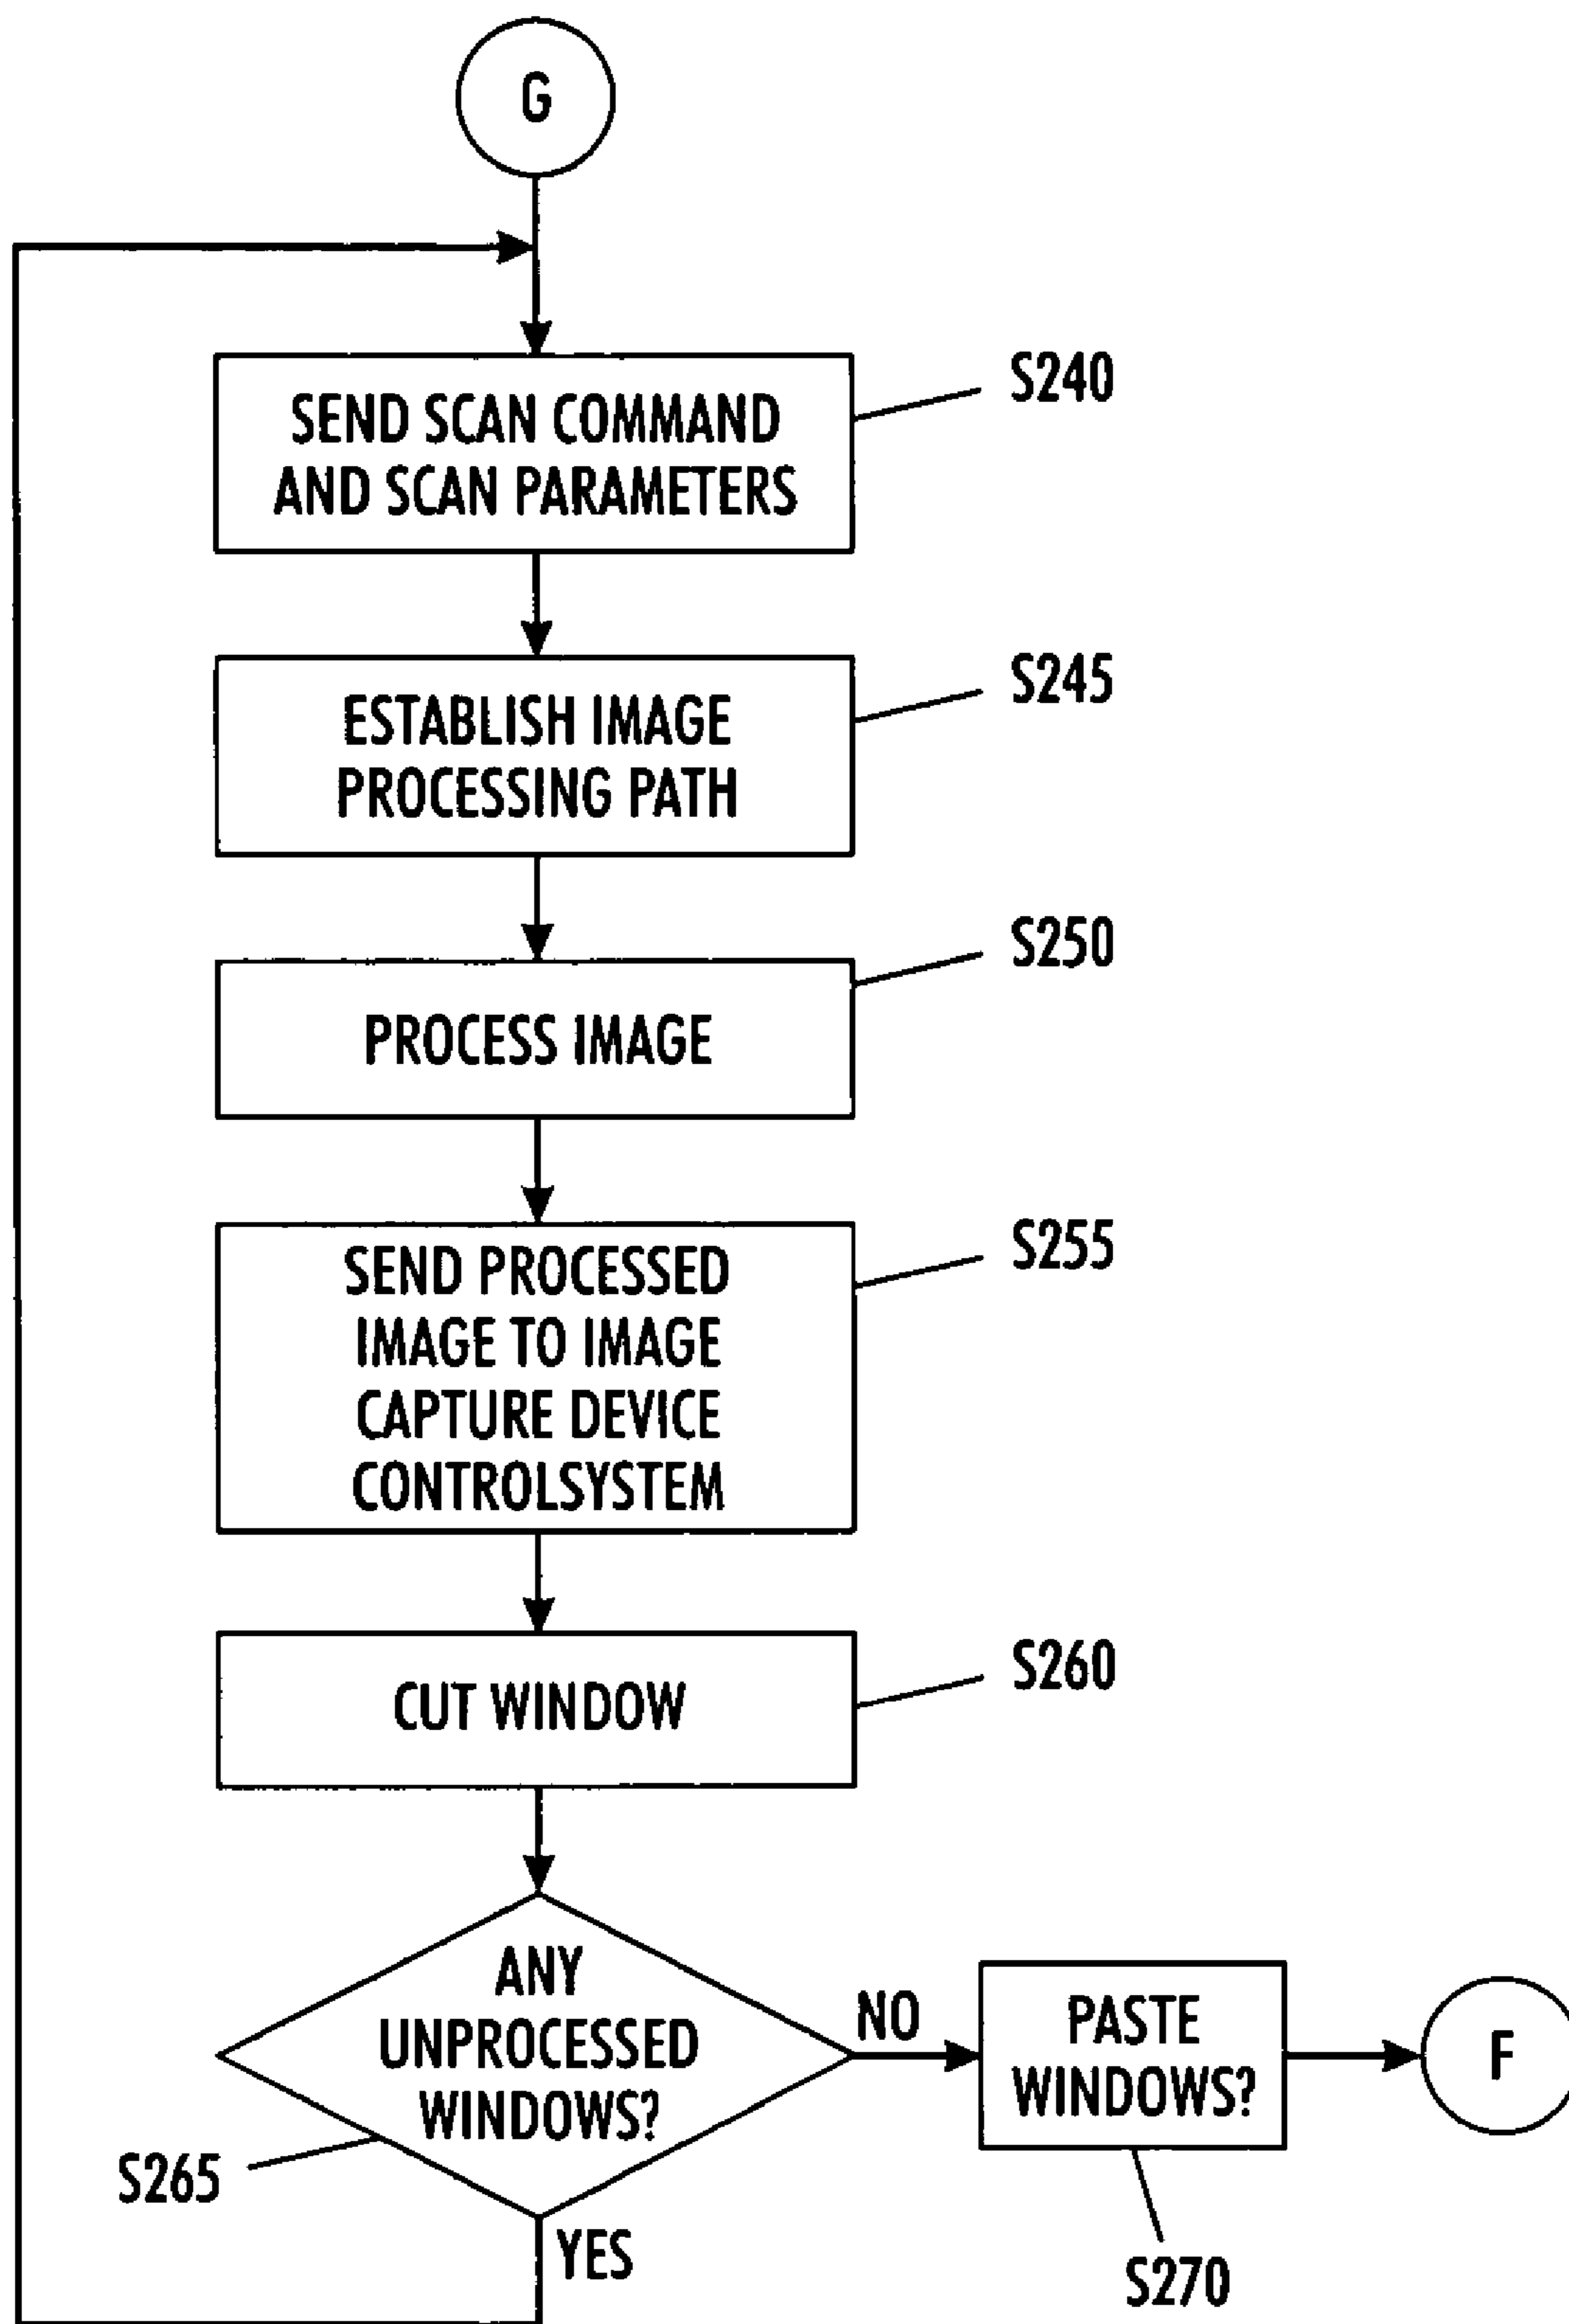 G
SEND SCAN COMMAND
AND SCAN PARAMETERS
S240
ESTABLISH IMAGE
PROCESSING PATH
S245
PROCESS IMAGE
S250
SEND PROCESSED
IMAGE TO IMAGE
CAPTURE DEVICE
CONTROLSYSTEM
S255
CUT WINDOW
S260
ANY
UNPROCESSED
WINDOWS?
S265
YES
NO
PASTE
WINDOWS?
S270
F